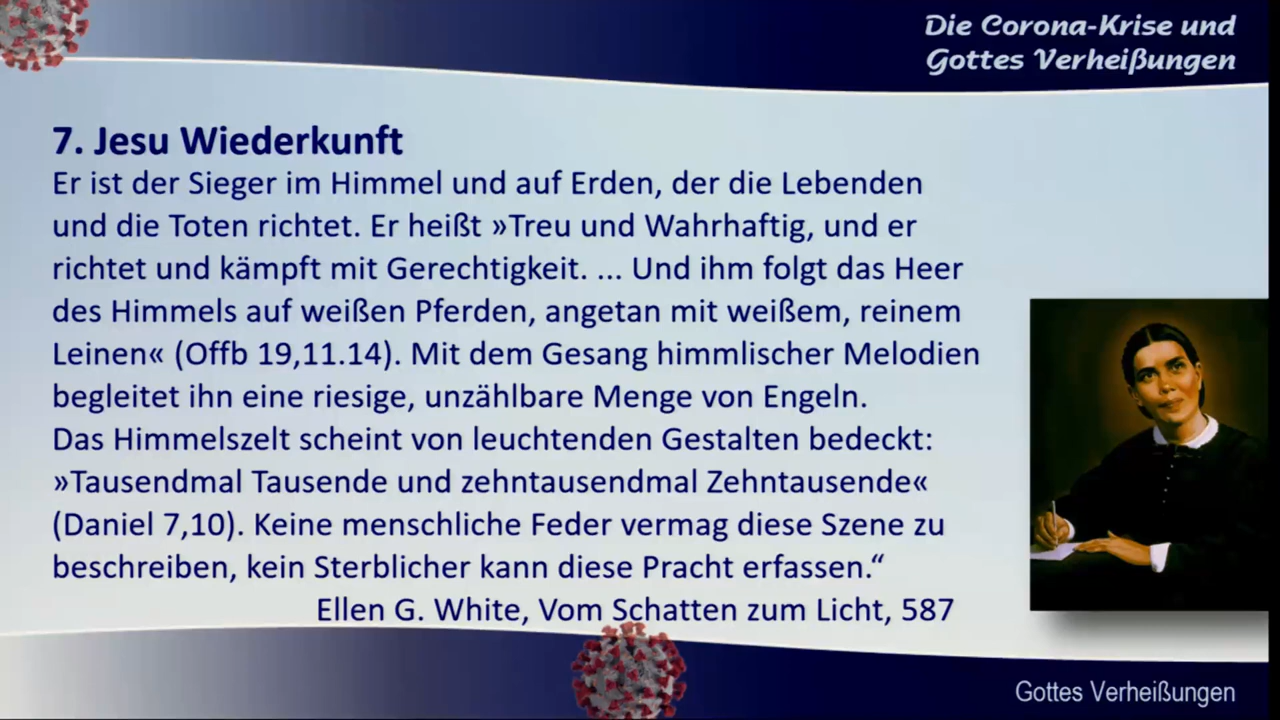 Die Corona-Krise und
Gottes Verheißungen
7. Jesu Wiederkunft
Er ist der Sieger im Himmel und auf Erden, der die Lebenden
und die Toten richtet. Er heißt »Treu und Wahrhaftig, und er
richtet und kämpft mit Gerechtigkeit. ... Und ihm folgt das Heer
des Himmels auf weißen Pferden, angetan mit weißem, reinem
Leinen« (Offb 19,11.14). Mit dem Gesang himmlischer Melodien
begleitet ihn eine riesige, unzählbare Menge von Engeln.
Das Himmelszelt scheint von leuchtenden Gestalten bedeckt:
»Tausendmal Tausende und zehntausendmal Zehntausende«
(Daniel 7,10). Keine menschliche Feder vermag diese Szene zu
beschreiben, kein Sterblicher kann diese Pracht erfassen.“
Ellen G. White, Vom Schatten zum Licht, 587
Gottes Verheißungen